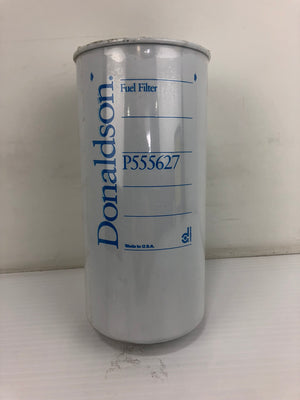 Donaldson.
Fuel Filter
P555627
Made in U.S.A.